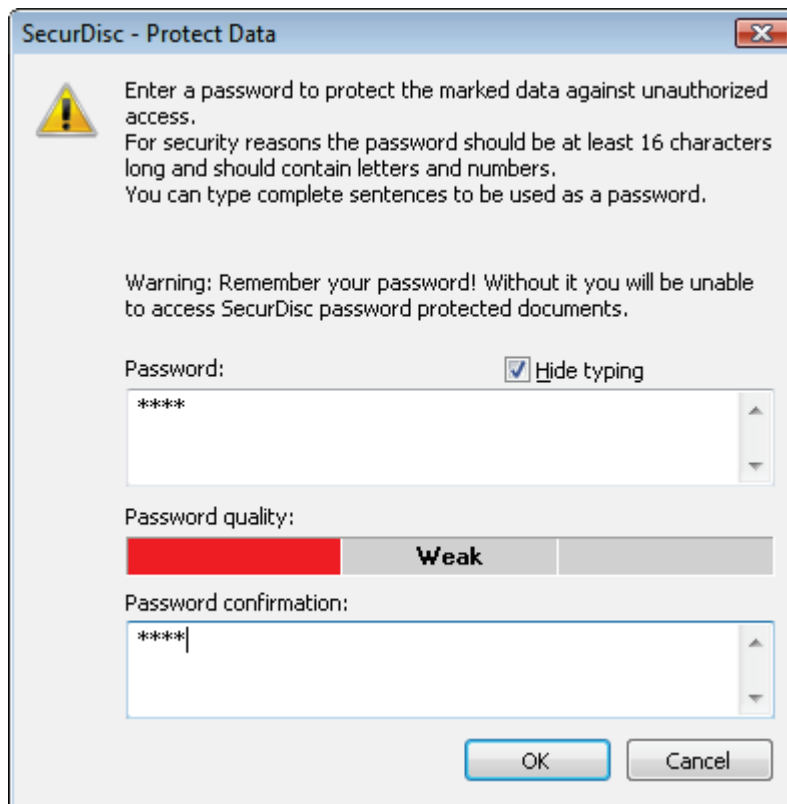 SecurDisc - Protect Data
Enter a password to protect the marked data against unauthorized
access.
For security reasons the password should be at least 16 characters
long and should contain letters and numbers.
You can type complete sentences to be used as a password.
Warning: Remember your password! Without it you will be unable
to access SecurDisc password protected documents.
Password: Hide typing
****
Password quality:
Weak
Password confirmation:
****
OK Cancel